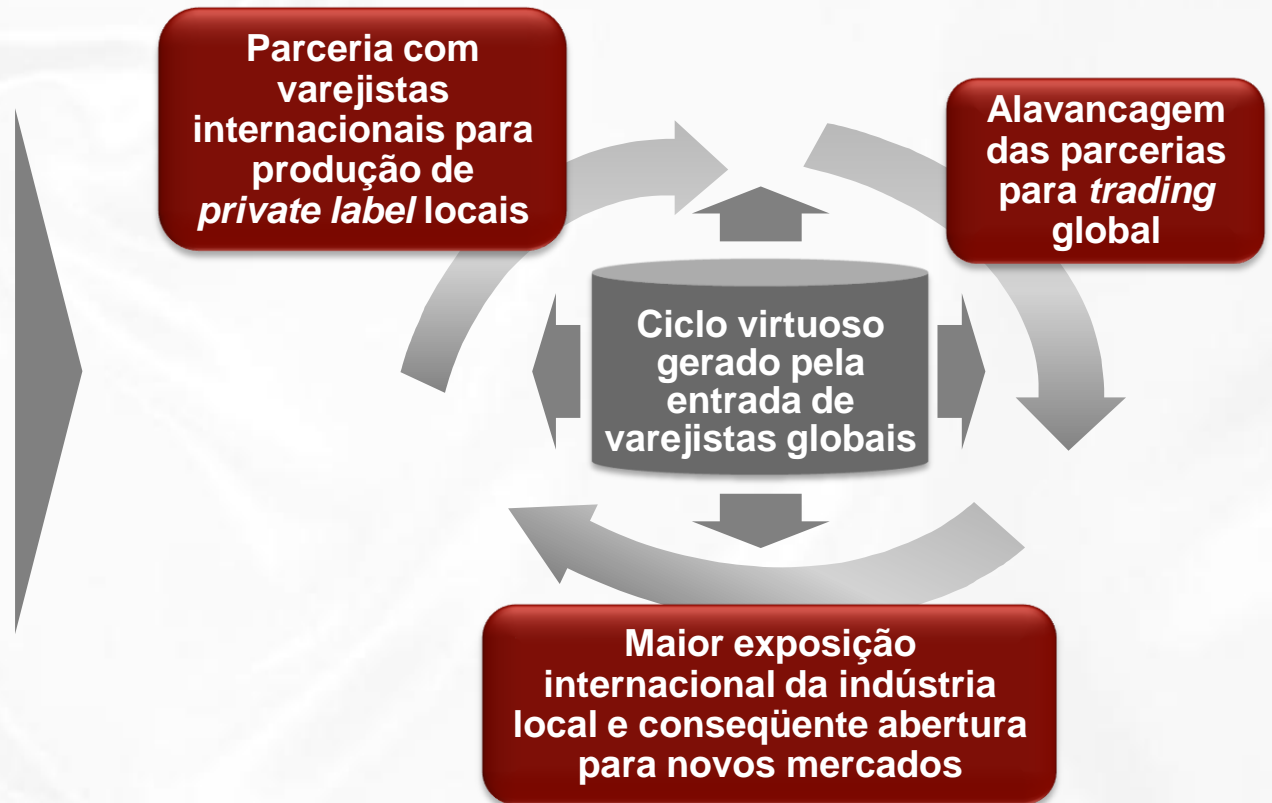 Parceria com
varejistas
internacionais para
produção de
private label locais
Alavancagem
das parcerias
para trading
global
Ciclo virtuoso
gerado pela
entrada de
varejistas globais
Maior exposição
internacional da indústria
local e conseqüente abertura
para novos mercados